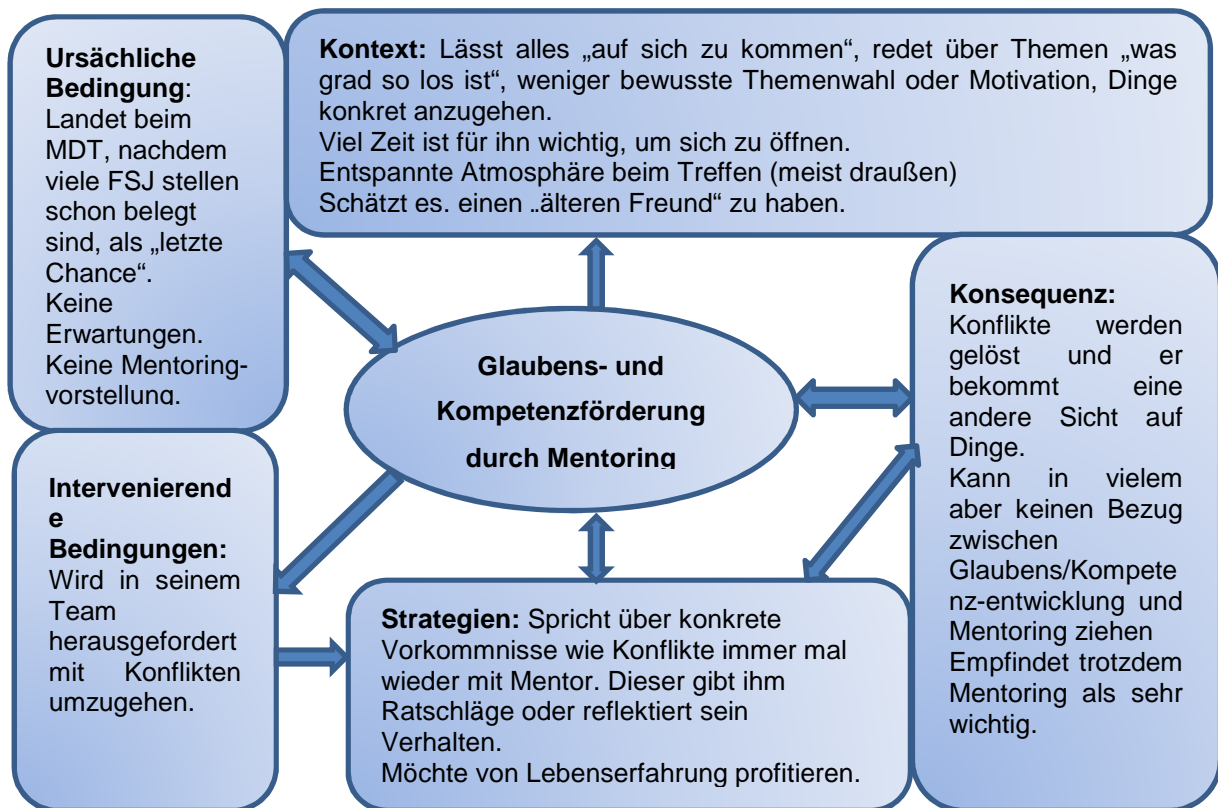 Ursächliche
Bedingung:
Landet beim
MDT, nachdem
viele FSJ stellen
schon belegt
sind, als „letzte
Chance“.
Keine
Erwartungen.
Keine Mentoring-
vorstellung.
Kontext: Lässt alles „auf sich zu kommen“, redet über Themen „was
grad so los ist“, weniger bewusste Themenwahl oder Motivation, Dinge
konkret anzugehen.
Viel Zeit ist für ihn wichtig, um sich zu öffnen.
Entspannte Atmosphäre beim Treffen (meist draußen)
Schätzt es. einen „älteren Freund“ zu haben.
Glaubens- und
Kompetenzförderung
durch Mentoring
Konsequenz:
Konflikte werden
gelöst und er
bekommt eine
andere Sicht auf
Dinge.
Kann in vielem
aber keinen Bezug
zwischen
Glaubens/Kompete
nz-entwicklung und
Mentoring ziehen
Empfindet trotzdem
Mentoring als sehr
wichtig.
Intervenierend
e
Bedingungen:
Wird in seinem
Team
herausgefordert
mit Konflikten
umzugehen.
Strategien: Spricht über konkrete
Vorkommnisse wie Konflikte immer mal
wieder mit Mentor. Dieser gibt ihm
Ratschläge oder reflektiert sein
Verhalten.
Möchte von Lebenserfahrung profitieren.